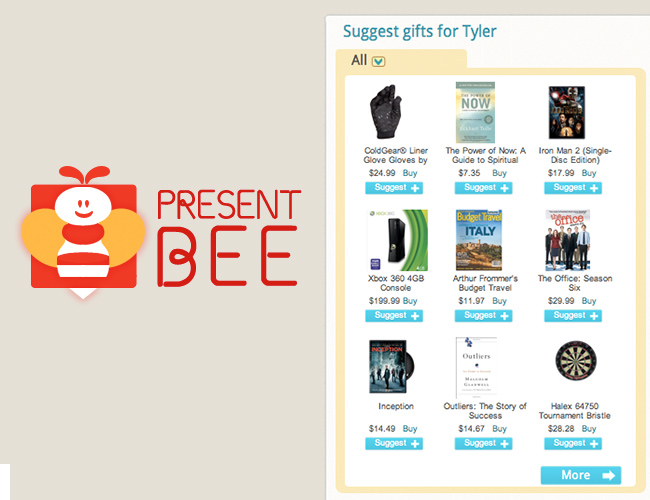 Suggest gifts for Tyler
All
PRESENT
BEE
THE POWER OF
NOW
ColdGear® Liner
Glove Gloves by
$24.99 Buy
Suggest +
The Power of Now: A
Guide to Spiritual
$7.35 Buy
Suggest +
Iron Man 2 (Single-
Disc Edition)
$17.99 Buy
Suggest +
XBOX 360
Budget Travel
ITALY
the office
Xbox 360 4GB
Console
$199.99 Buy
Suggest +
Arthur Frommer's
Budget Travel
$11.97 Buy
Suggest +
The Office: Season
Six
$29.99 Buy
Suggest +
INCEPTION
Outliers
MALCOLM
GLADWELL
Inception
$14.49 Buy
Suggest +
Outliers: The Story of
Success
$14.67 Buy
Suggest +
Halex 64750
Tournament Bristle
$28.28 Buy
Suggest +
More